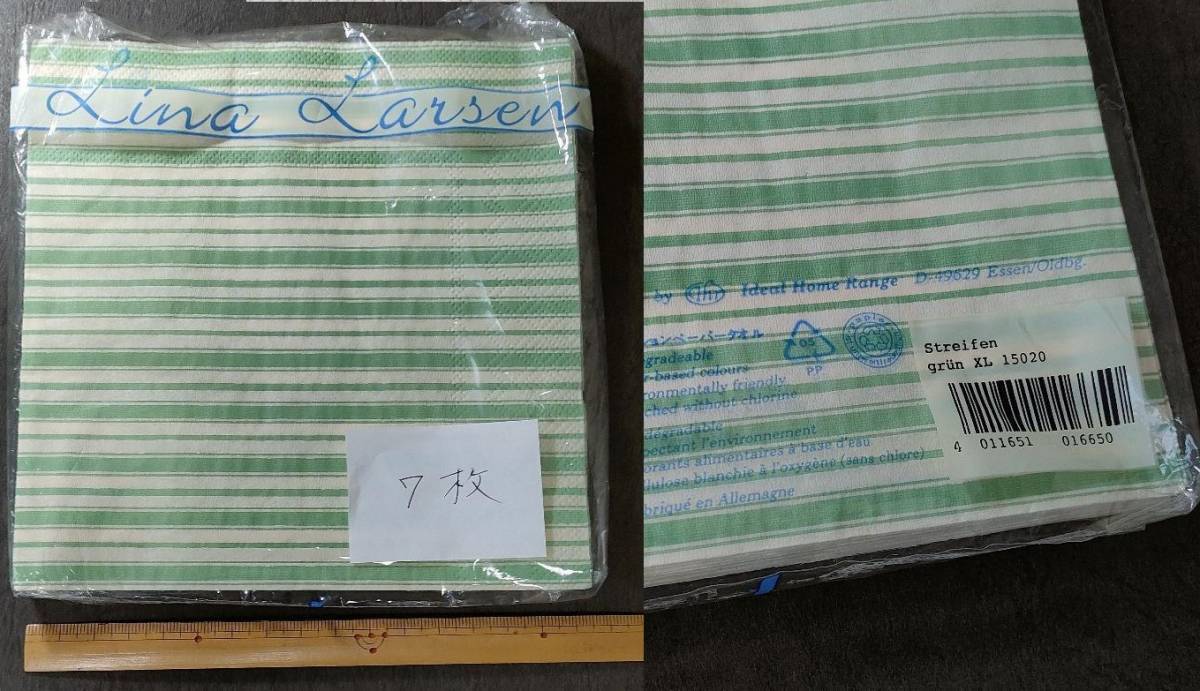 Lina Larsen
7枚
by ihr Ideal Home Range D-49629 Essen/Oldbg.
ペーパータオル
gradeable
-based colours
ronmentally friendly
ched without chlorine
05
PP
dégradable
pectant l'environnement
orants alimentaires à base d'eau
llulose blanchie à l'oxygène (sans chlore)
briqué en Allemagne
Streifen
grün XL 15020
4 011651 016650